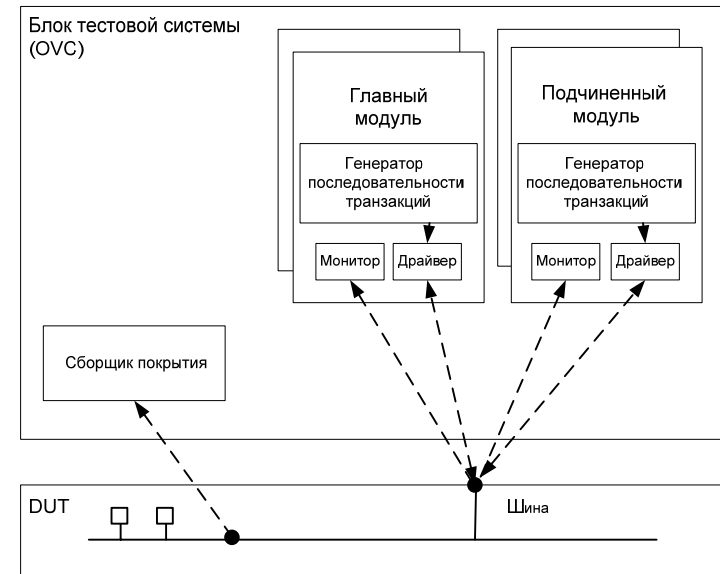 Блок тестовой системы
(OVC)
Главный
модуль
Генератор
последовательности
транзакций
Монитор
Драйвер
Подчиненный
модуль
Генератор
последовательности
транзакций
Монитор
Драйвер
Сборщик покрытия
DUT
Шина